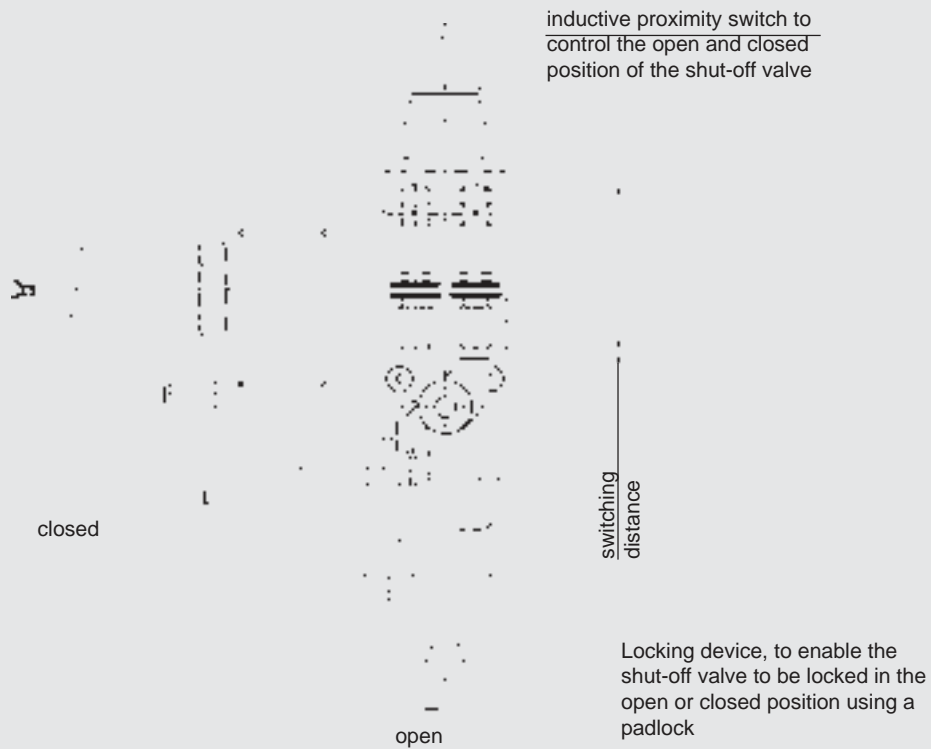 inductive proximity switch to
control the open and closed
position of the shut-off valve
switching
distance
closed
Locking device, to enable the
shut-off valve to be locked in the
open or closed position using a
padlock
open